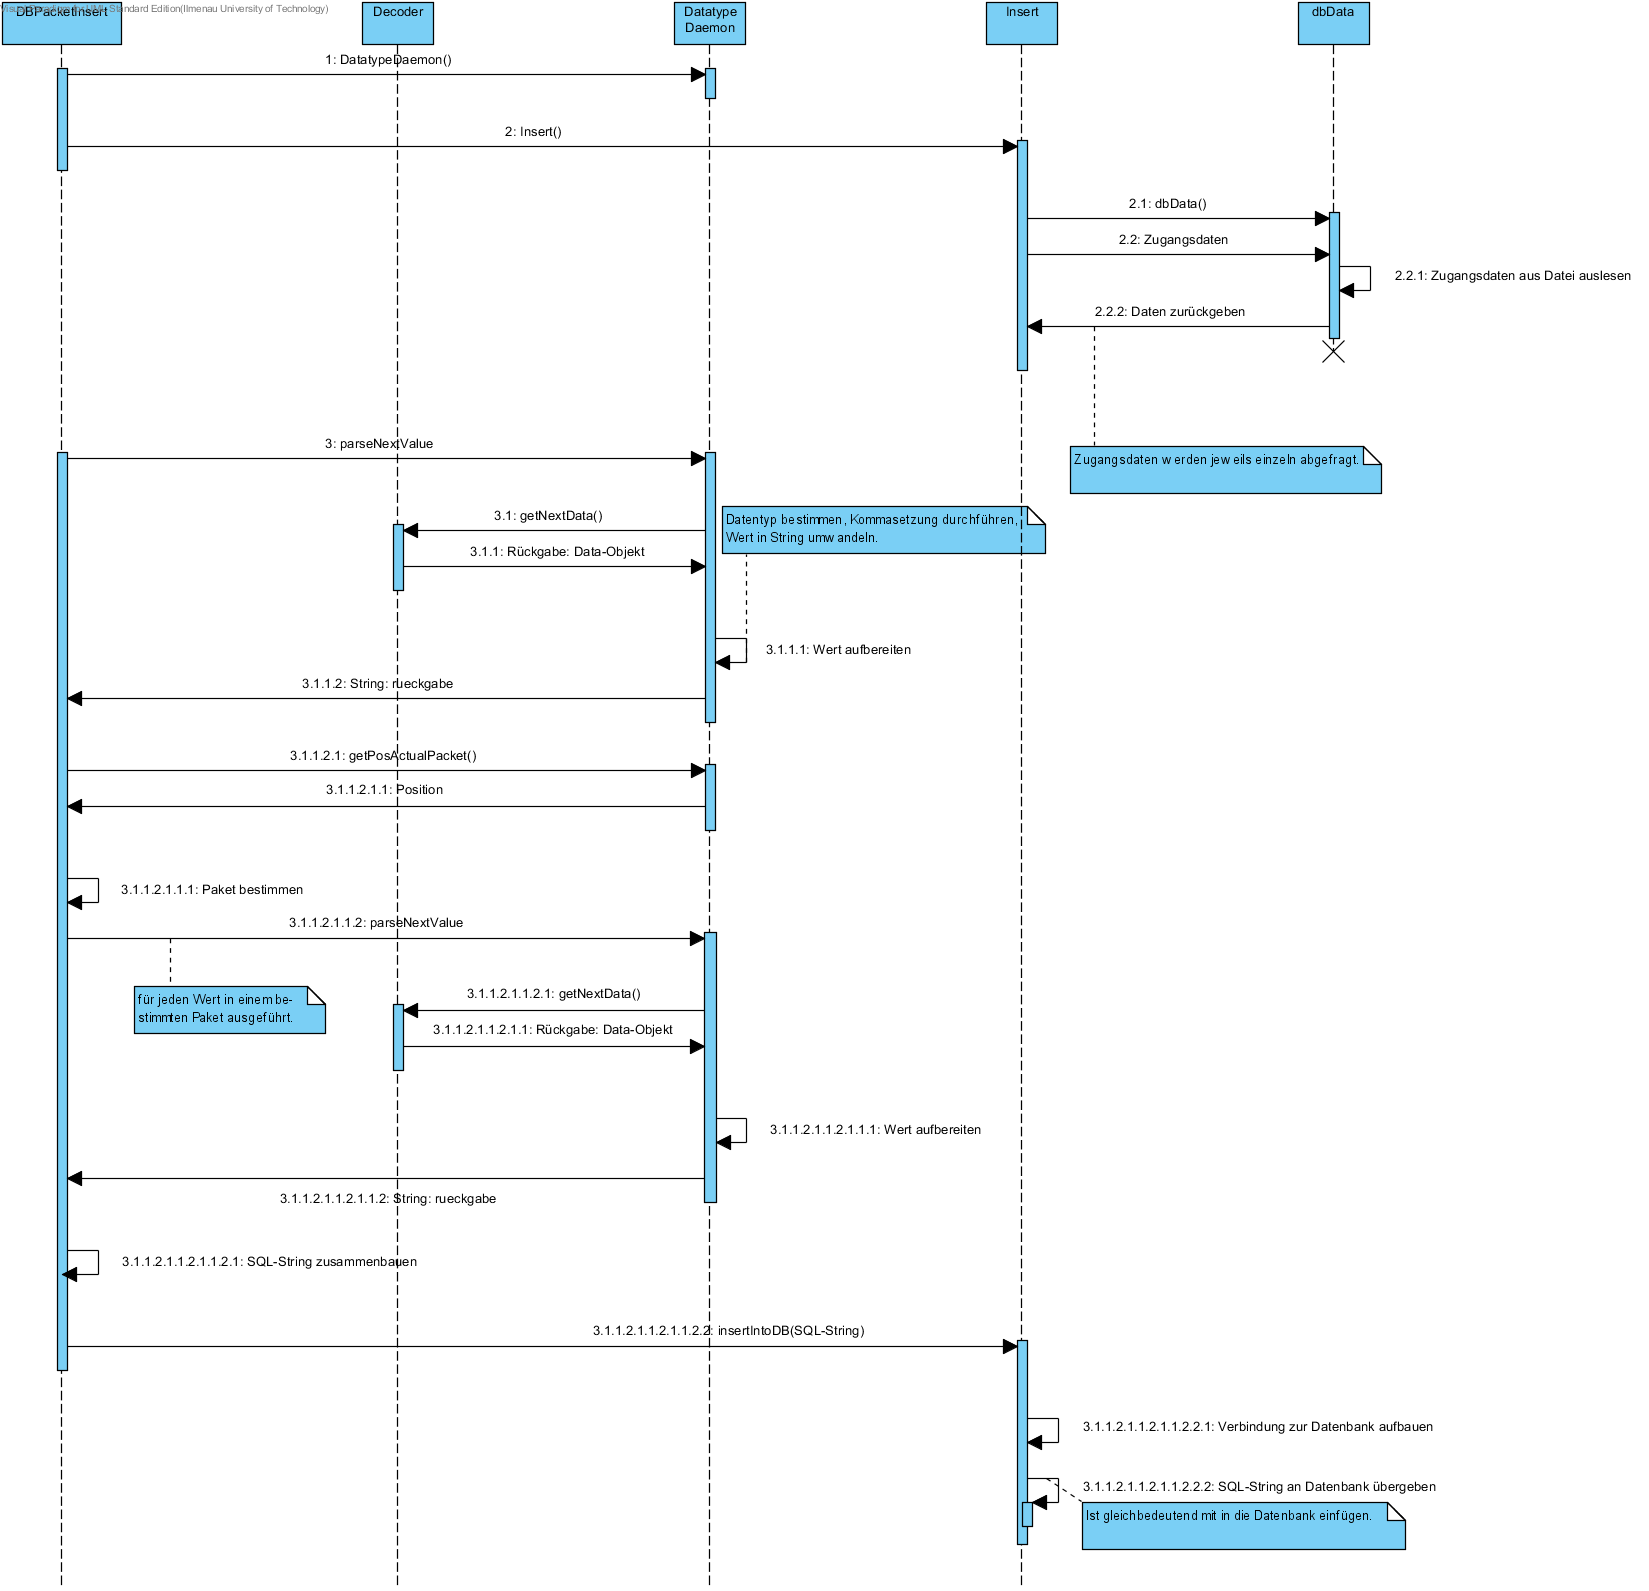 DBPacketInsert
Standard Edition(Ilmenau University of Technology)
Decoder
Datatype
Daemon
Insert
dbData
1: DatatypeDaemon()
2: Insert()
2.1: dbData()
2.2: Zugangsdaten
2.2.1: Zugangsdaten aus Datei auslesen
2.2.2: Daten zurückgeben
3: parseNextValue
Zugangsdaten werden jeweils einzeln abgefragt.
3.1: getNextData()
Datentyp bestimmen, Kommasetzung durchführen,
Wert in String umwandeln.
3.1.1: Rückgabe: Data-Objekt
3.1.1.1: Wert aufbereiten
3.1.1.2: String: rueckgabe
3.1.1.2.1: getPosActualPacket()
3.1.1.2.1.1: Position
3.1.1.2.1.1.1: Paket bestimmen
3.1.1.2.1.1.2: parseNextValue
für jeden Wert in einem be-
stimmten Paket ausgeführt.
3.1.1.2.1.1.2.1: getNextData()
3.1.1.2.1.1.2.1.1: Rückgabe: Data-Objekt
3.1.1.2.1.1.2.1.1.1: Wert aufbereiten
3.1.1.2.1.1.2.1.1.2: String: rueckgabe
3.1.1.2.1.1.2.1.1.2.1: SQL-String zusammenbauen
3.1.1.2.1.1.2.1.1.2.2: insertIntoDB(SQL-String)
3.1.1.2.1.1.2.1.1.2.2.1: Verbindung zur Datenbank aufbauen
3.1.1.2.1.1.2.1.1.2.2.2: SQL-String an Datenbank übergeben
Ist gleichbedeutend mit in die Datenbank einfügen.